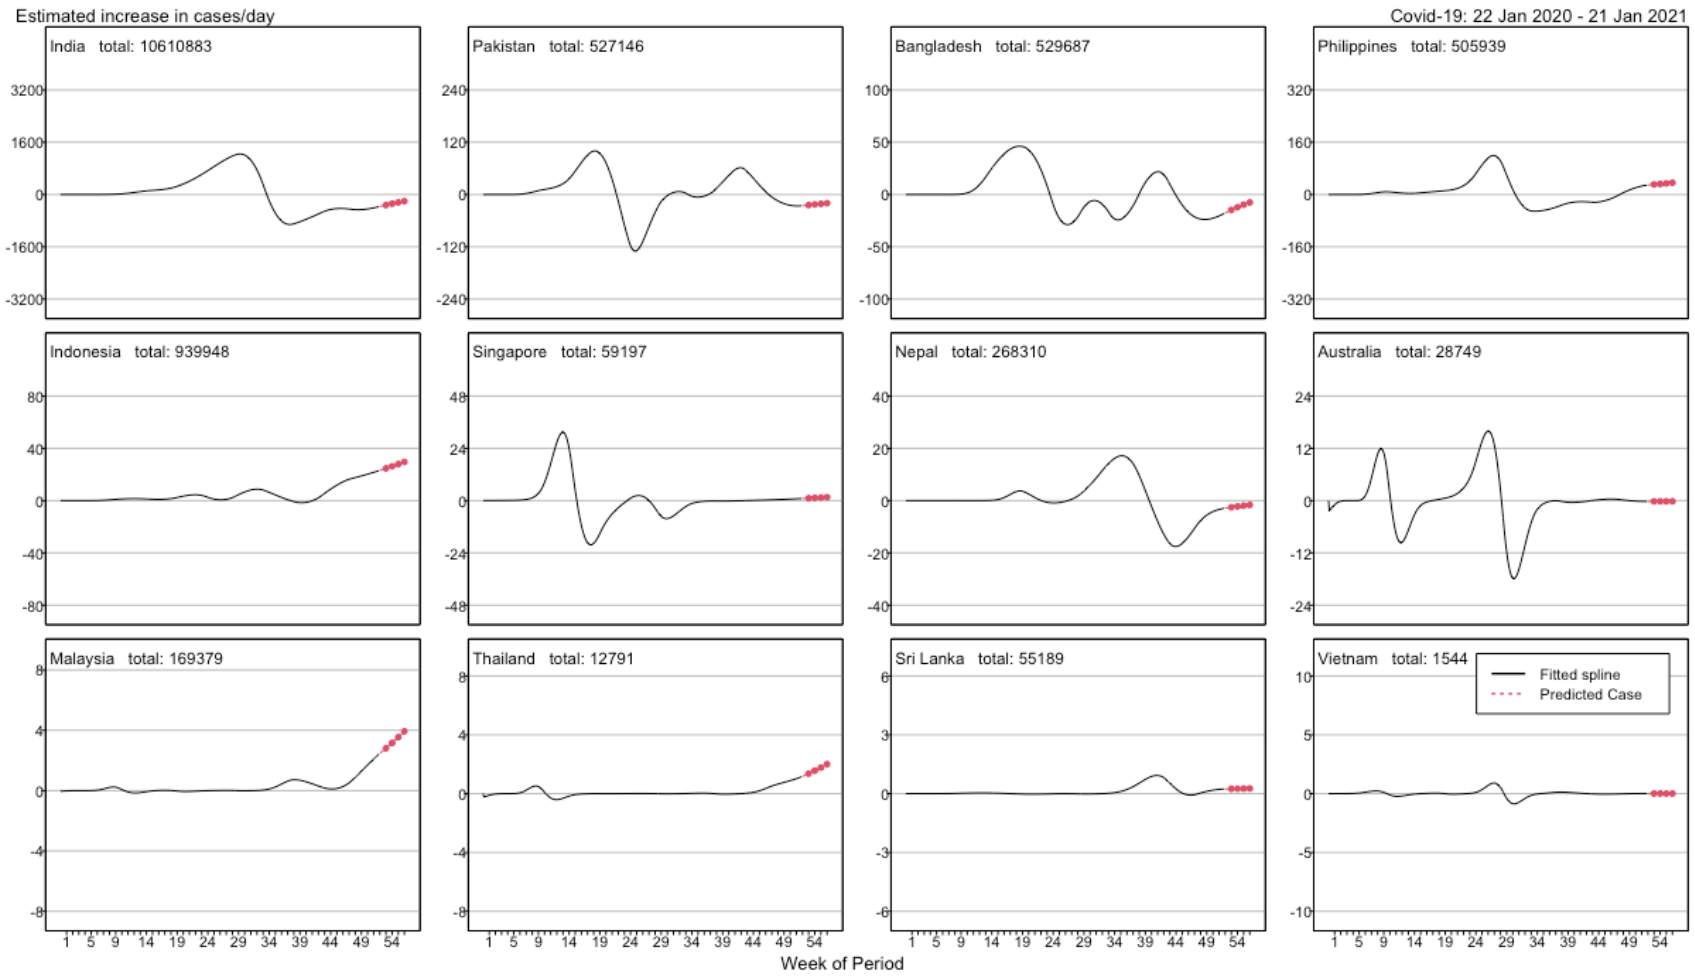 Estimated increase in cases/day
Covid-19: 22 Jan 2020 - 21 Jan 2021
India total: 10610883
3200
1600
0
-1600
-3200
Pakistan total: 527146
240
120
0
-120
-240
Bangladesh total: 529687
100
50
0
-50
-100
Philippines total: 505939
320
160
0
-160
-320
Indonesia total: 939948
80
40
0
-40
-80
Singapore total: 59197
48
24
0
-24
-48
Nepal total: 268310
40
20
0
-20
-40
Australia total: 28749
24
12
0
-12
-24
Malaysia total: 169379
8
4
0
-4
-8
1 5 9 14 19 24 29 34 39 44 49 54
Thailand total: 12791
8
4
0
-4
-8
1 5 9 14 19 24 29 34 39 44 49 54
Sri Lanka total: 55189
6
3
0
-3
-6
1 5 9 14 19 24 29 34 39 44 49 54
Vietnam total: 1544
10
5
0
-5
-10
1 5 9 14 19 24 29 34 39 44 49 54
Fitted spline
Predicted Case
Week of Period